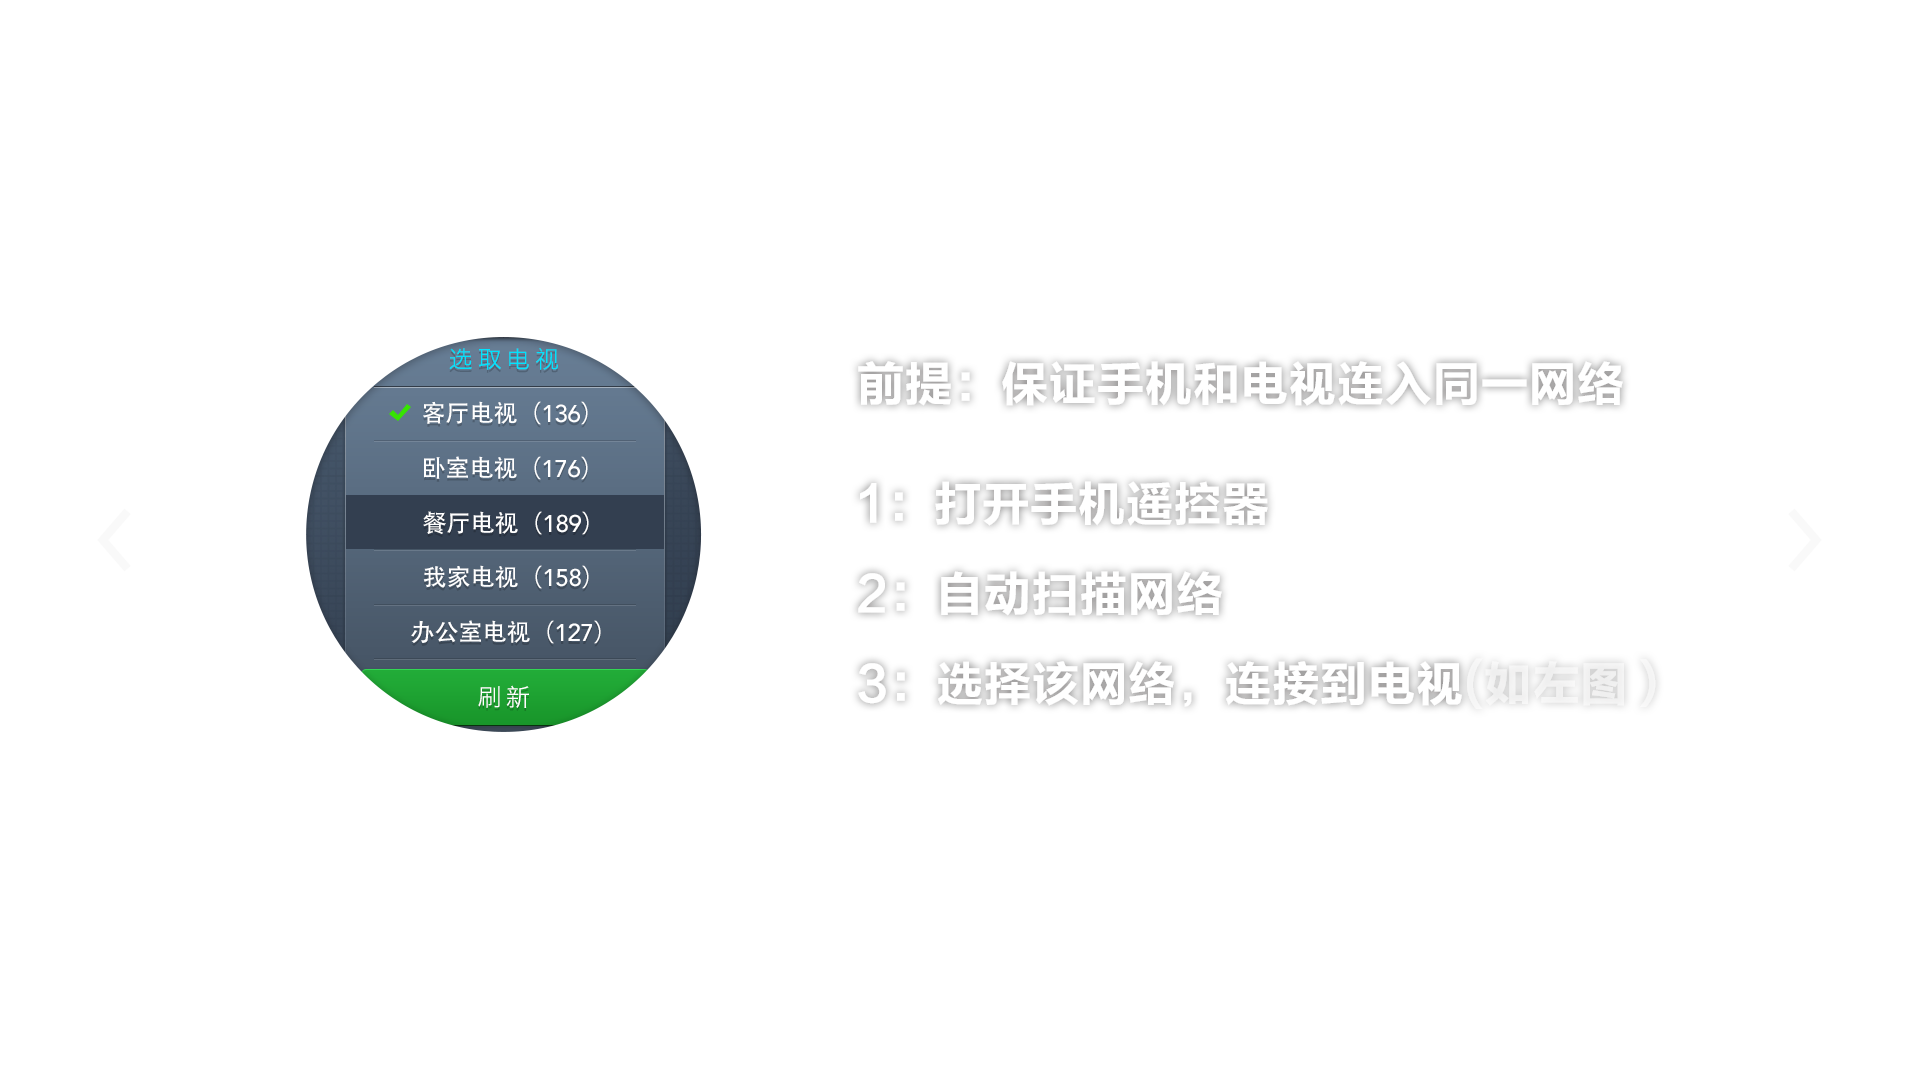 选取电视
客厅电视（136）
卧室电视（176）
餐厅电视（189）
我家电视（158）
办公室电视（127）
刷新
前提：保证手机和电视连入同一网络
1：打开手机遥控器
2：自动扫描网络
3：选择该网络，连接到电视(如左图）